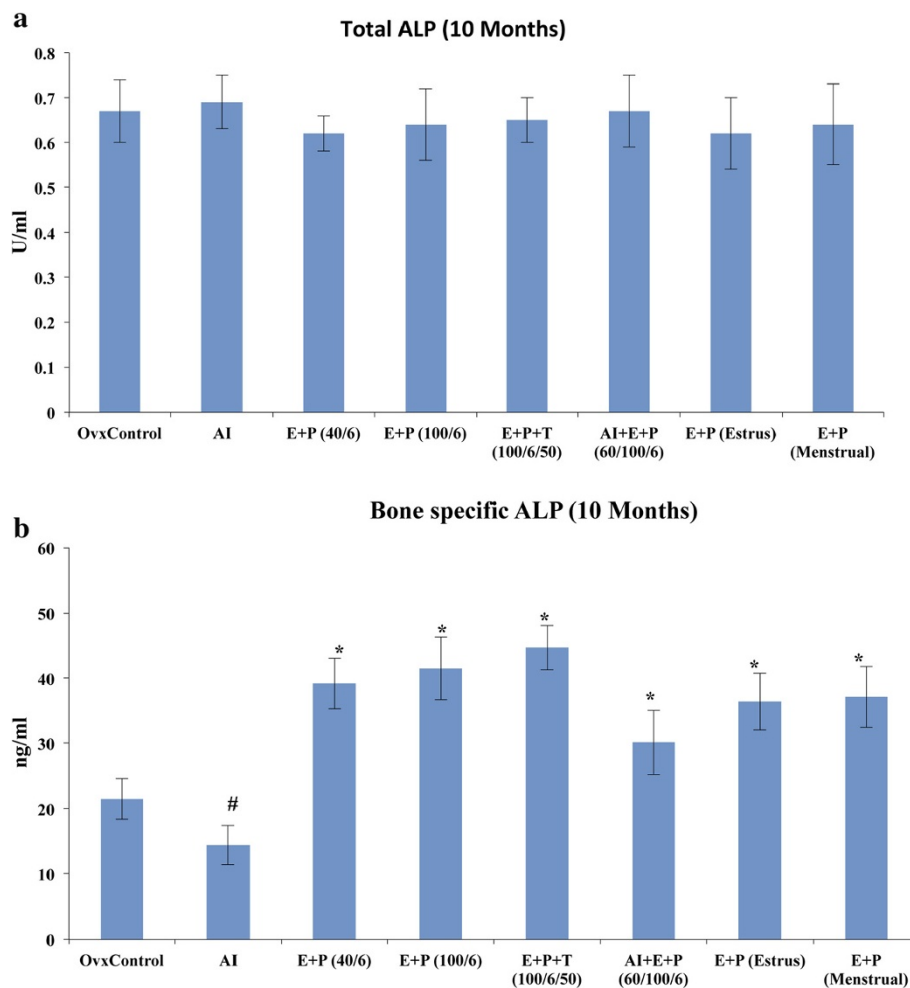 a
Total ALP (10 Months)
0.8
0.7
0.6
0.5
0.4
0.3
0.2
0.1
0
U/ml
OvxControl AI E+P (40/6) E+P (100/6) E+P+T AI+E+P E+P (Estrus) E+P
(100/6/50) (60/100/6) (Menstrual)
b
Bone specific ALP (10 Months)
60
50
40
30
20
10
0
ng/ml
# * * * * * *
OvxControl AI E+P (40/6) E+P (100/6) E+P+T AI+E+P E+P (Estrus) E+P
(100/6/50) (60/100/6) (Menstrual)